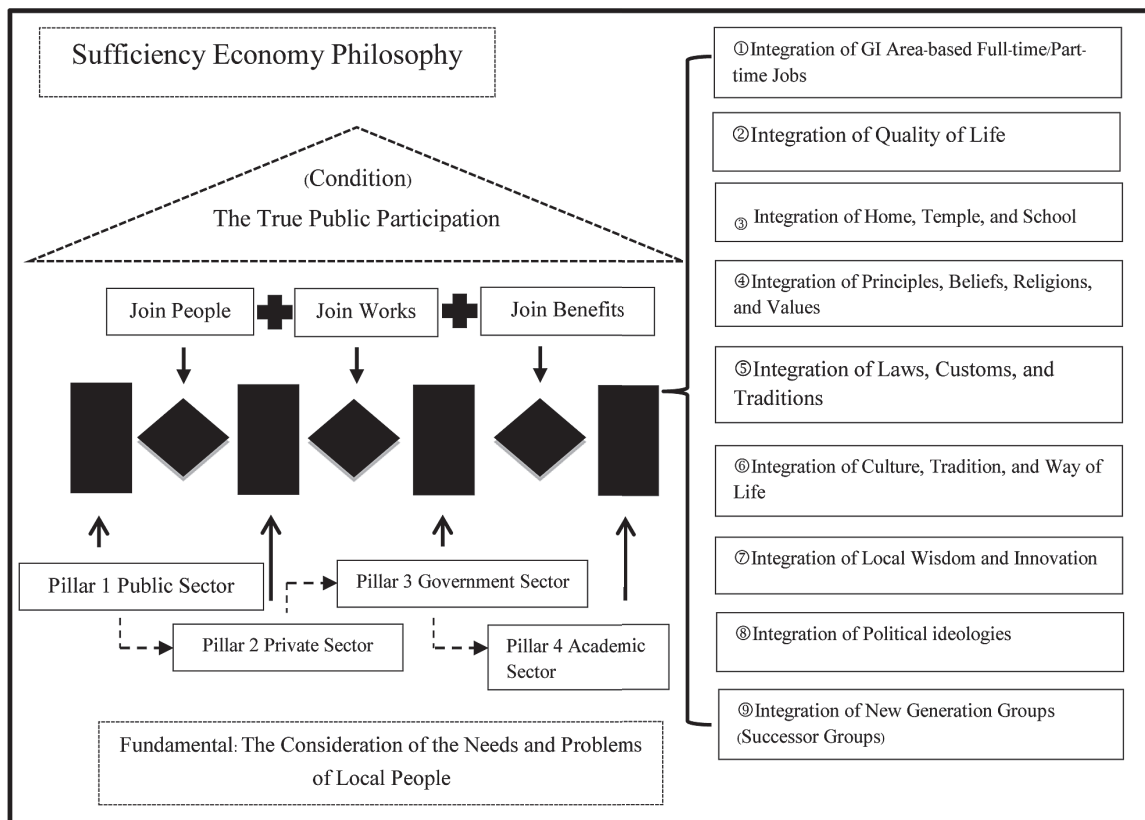 Sufficiency Economy Philosophy
(Condition)
The True Public Participation
Join People
Join Works
Join Benefits
Pillar 1 Public Sector
Pillar 2 Private Sector
Pillar 3 Government Sector
Pillar 4 Academic
Sector
Fundamental: The Consideration of the Needs and Problems
of Local People
①Integration of GI Area-based Full-time/Part-
time Jobs
②Integration of Quality of Life
③ Integration of Home, Temple, and School
④Integration of Principles, Beliefs, Religions,
and Values
⑤Integration of Laws, Customs, and
Traditions
⑥Integration of Culture, Tradition, and Way of
Life
⑦Integration of Local Wisdom and Innovation
⑧Integration of Political ideologies
⑨Integration of New Generation Groups
(Successor Groups)